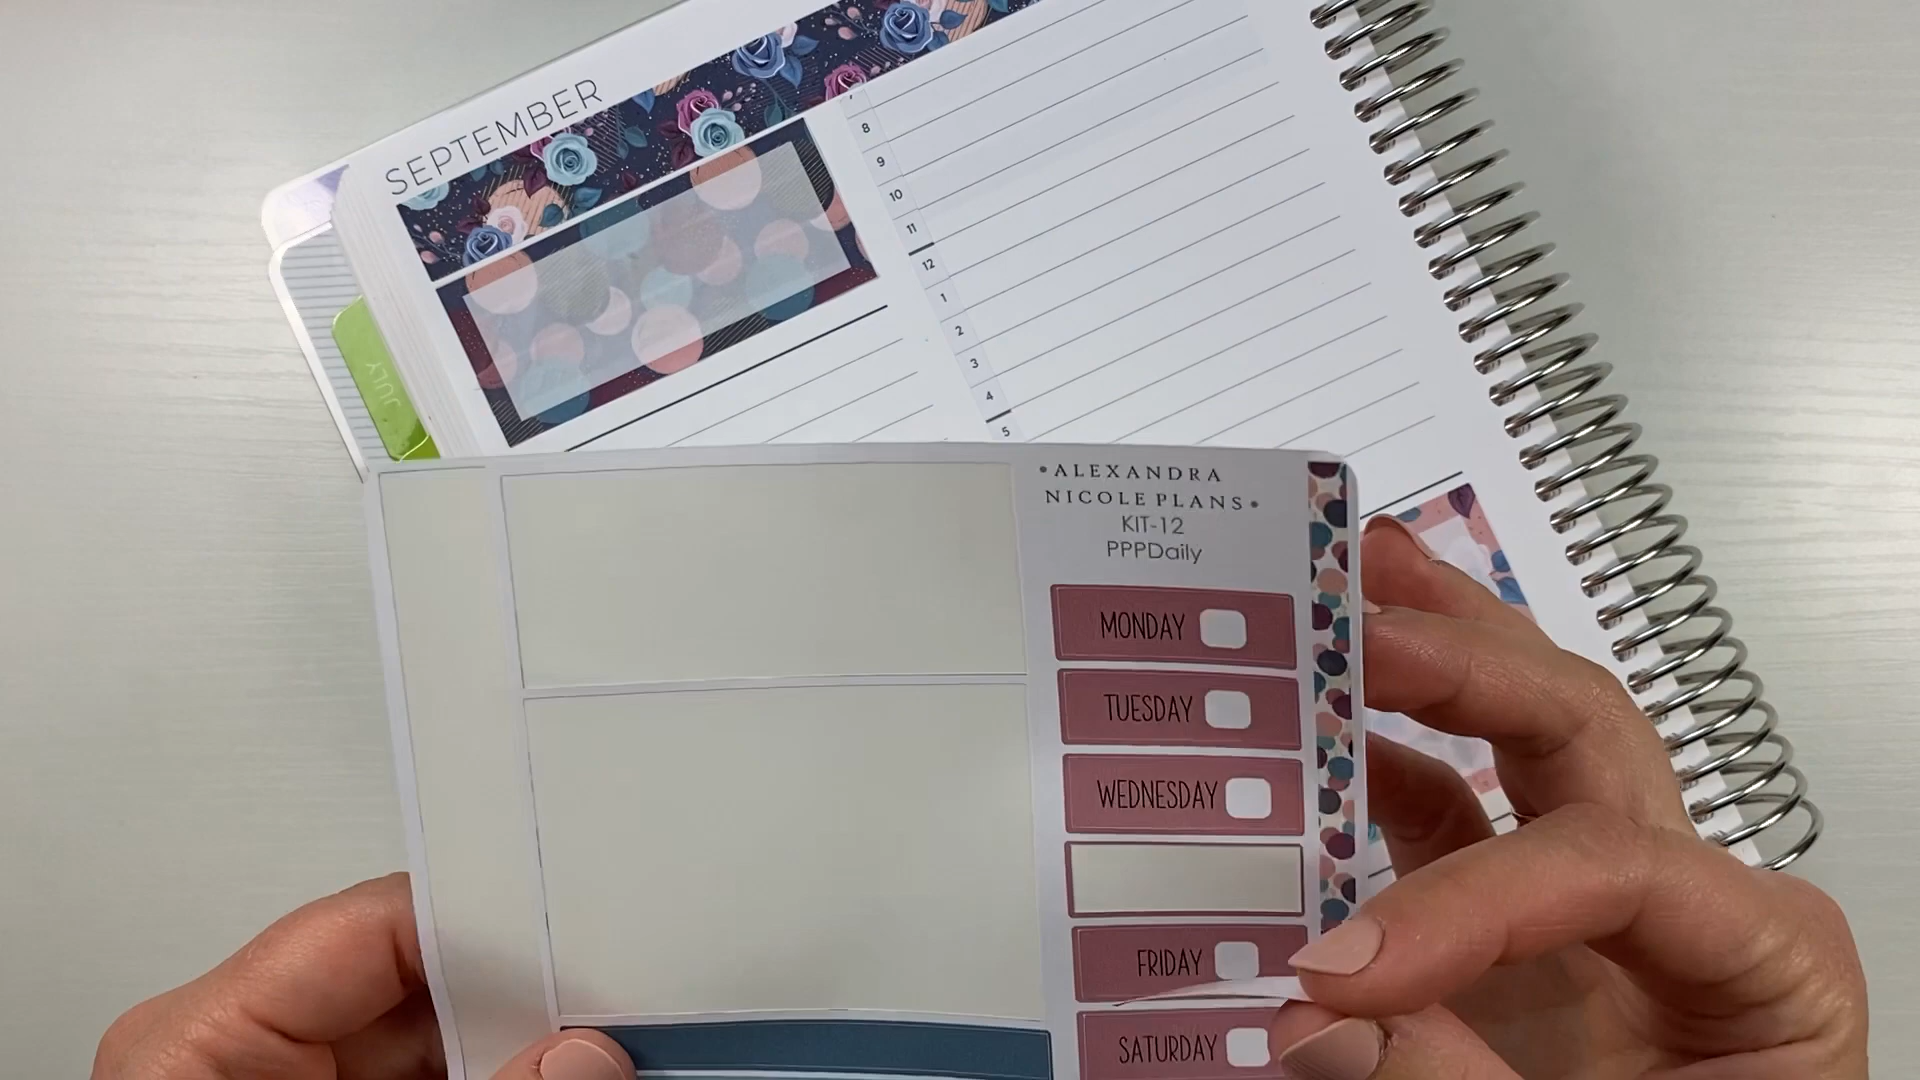 SEPTEMBER
8
9
10
11
12
1
2
3
4
5
JULY
•ALEXANDRA
NICOLE PLANS•
KIT-12
PPPDaily
MONDAY
TUESDAY
WEDNESDAY
FRIDAY
SATURDAY